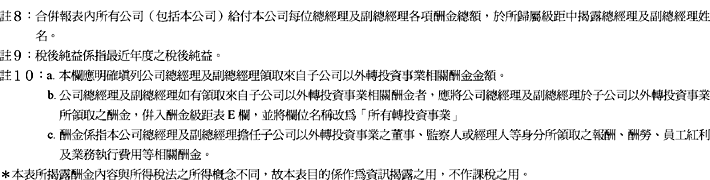 註８：合併報表內所有公司（包括本公司）給付本公司每位總經理及副總經理各項酬金總額，於所歸屬級距中揭露總經理及副總經理姓
名。
註９：稅後純益係指最近年度之稅後純益。
註１０：a. 本欄應明確填列公司總經理及副總經理領取來自子公司以外轉投資事業相關酬金金額。
b. 公司總經理及副總經理如有領取來自子公司以外轉投資事業相關酬金者，應將公司總經理及副總經理於子公司以外轉投資事業
所領取之酬金，併入酬金級距表 E 欄，並將欄位名稱改為「所有轉投資事業」
c. 酬金係指本公司總經理及副總經理擔任子公司以外轉投資事業之董事、監察人或經理人等身分所領取之報酬、酬勞、員工紅利
及業務執行費用等相關酬金。
＊本表所揭露酬金內容與所得稅法之所得概念不同，故本表目的係作為資訊揭露之用，不作課稅之用。